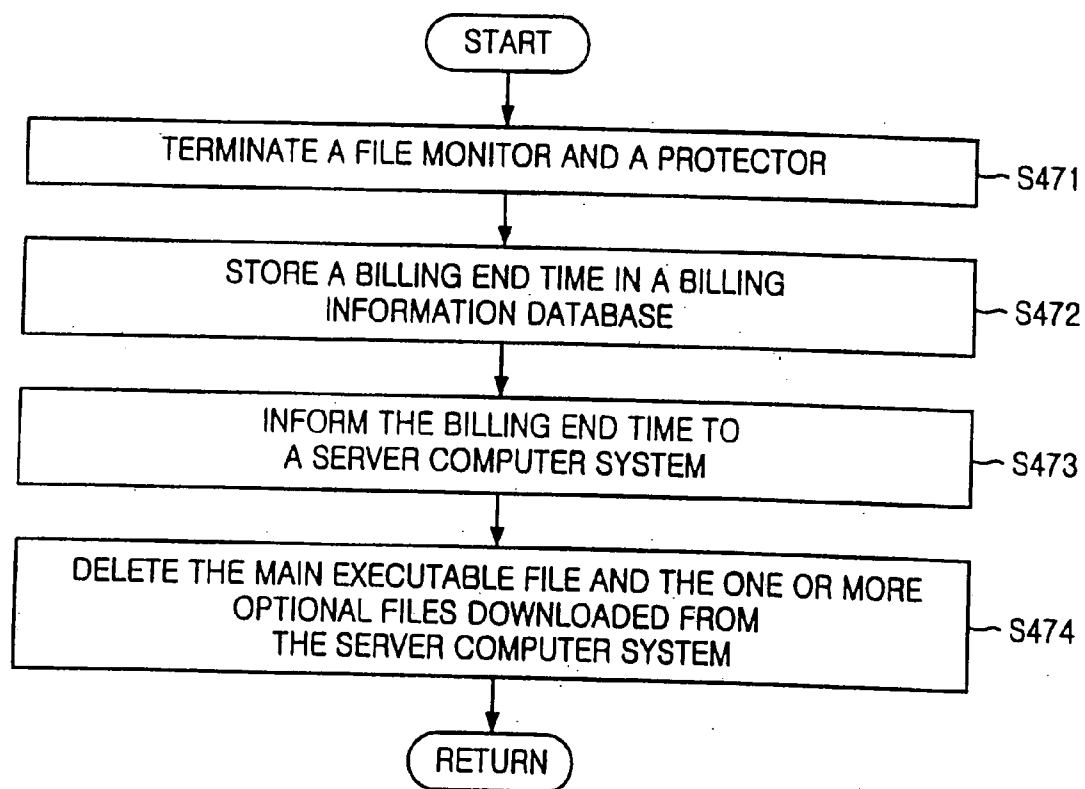 START
TERMINATE A FILE MONITOR AND A PROTECTOR
S471
STORE A BILLING END TIME IN A BILLING
INFORMATION DATABASE
S472
INFORM THE BILLING END TIME TO
A SERVER COMPUTER SYSTEM
S473
DELETE THE MAIN EXECUTABLE FILE AND THE ONE OR MORE
OPTIONAL FILES DOWNLOADED FROM
THE SERVER COMPUTER SYSTEM
S474
RETURN